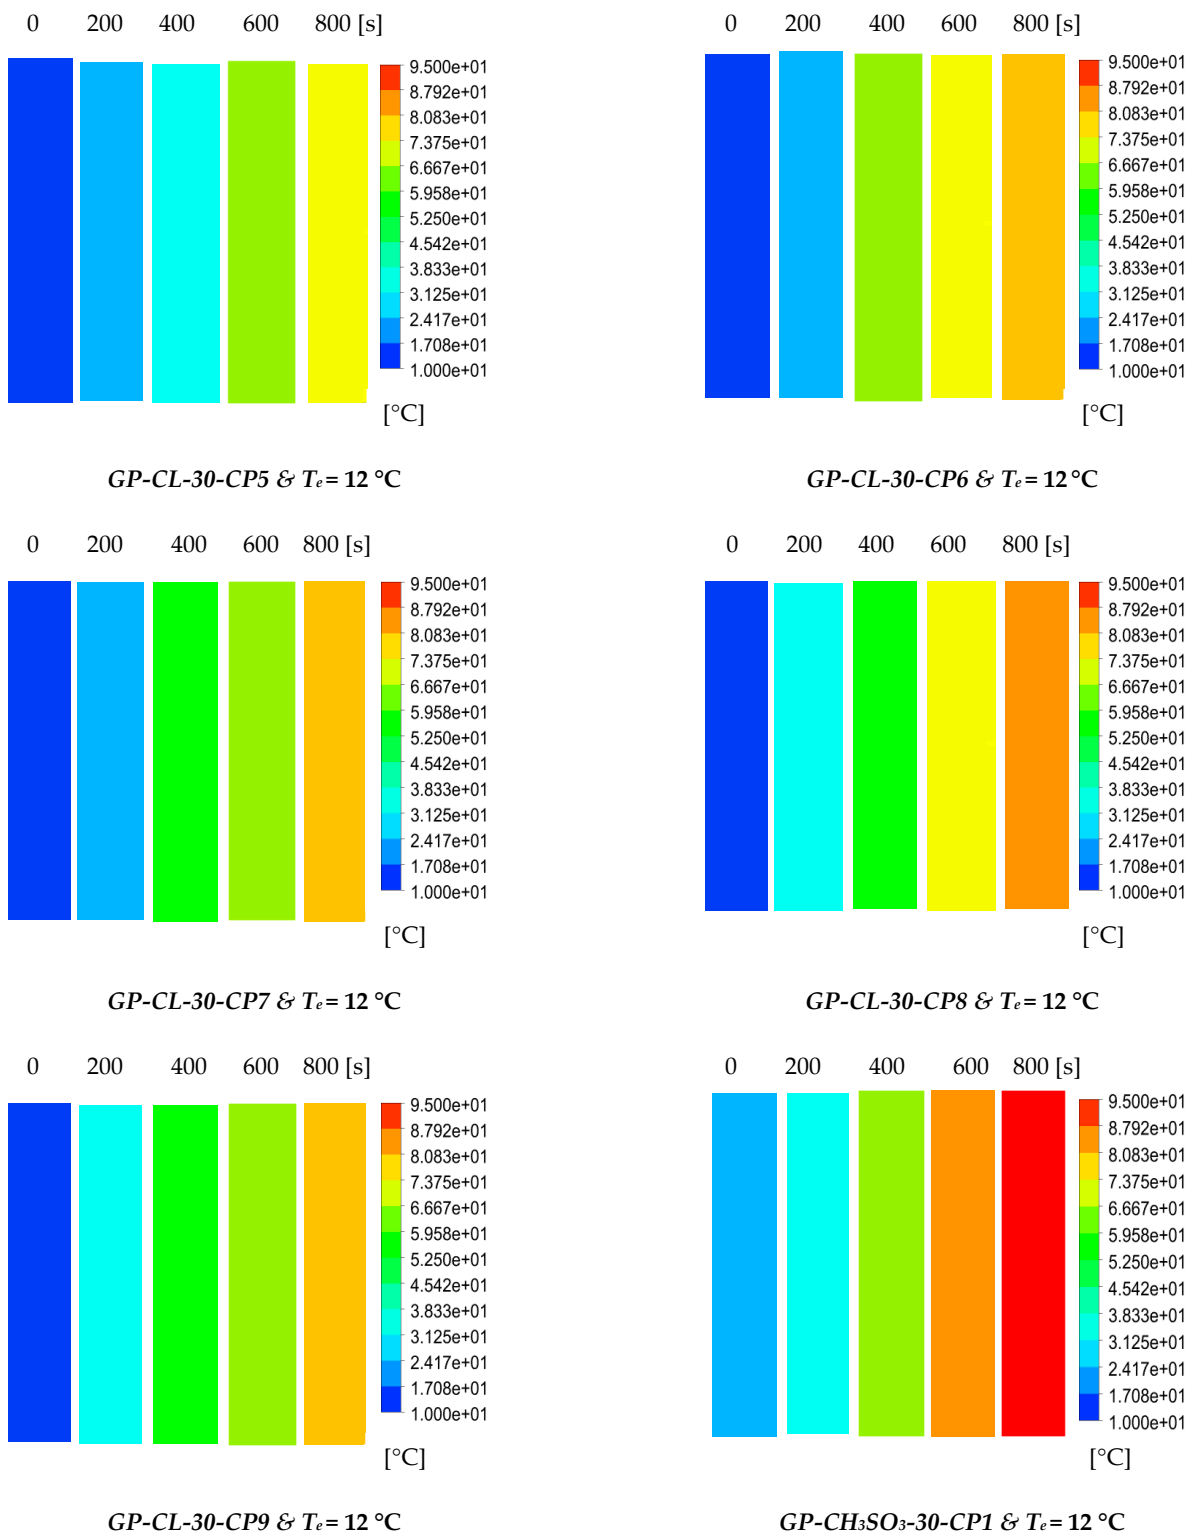 0 200 400 600 800 [s]
9.500e+01
8.792e+01
8.083e+01
7.375e+01
6.667e+01
5.958e+01
5.250e+01
4.542e+01
3.833e+01
3.125e+01
2.417e+01
1.708e+01
1.000e+01
[°C]
GP-CL-30-CP5 & Te = 12 °C
0 200 400 600 800 [s]
9.500e+01
8.792e+01
8.083e+01
7.375e+01
6.667e+01
5.958e+01
5.250e+01
4.542e+01
3.833e+01
3.125e+01
2.417e+01
1.708e+01
1.000e+01
[°C]
GP-CL-30-CP6 & Te = 12 °C
0 200 400 600 800 [s]
9.500e+01
8.792e+01
8.083e+01
7.375e+01
6.667e+01
5.958e+01
5.250e+01
4.542e+01
3.833e+01
3.125e+01
2.417e+01
1.708e+01
1.000e+01
[°C]
GP-CL-30-CP7 & Te = 12 °C
0 200 400 600 800 [s]
9.500e+01
8.792e+01
8.083e+01
7.375e+01
6.667e+01
5.958e+01
5.250e+01
4.542e+01
3.833e+01
3.125e+01
2.417e+01
1.708e+01
1.000e+01
[°C]
GP-CL-30-CP8 & Te = 12 °C
0 200 400 600 800 [s]
9.500e+01
8.792e+01
8.083e+01
7.375e+01
6.667e+01
5.958e+01
5.250e+01
4.542e+01
3.833e+01
3.125e+01
2.417e+01
1.708e+01
1.000e+01
[°C]
GP-CL-30-CP9 & Te = 12 °C
0 200 400 600 800 [s]
9.500e+01
8.792e+01
8.083e+01
7.375e+01
6.667e+01
5.958e+01
5.250e+01
4.542e+01
3.833e+01
3.125e+01
2.417e+01
1.708e+01
1.000e+01
[°C]
GP-CH₃SO₃-30-CP1 & Te = 12 °C